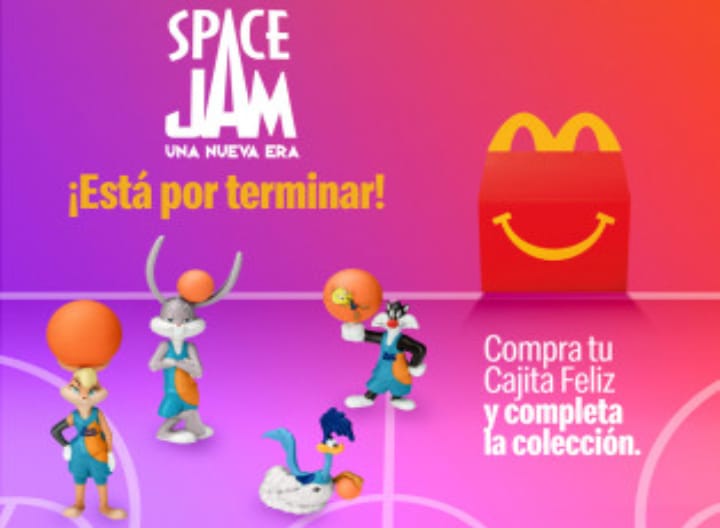 SPACE
JAM
UNA NUEVA ERA
¡Está por terminar!
Compra tu
Cajita Feliz
y completa
la colección.